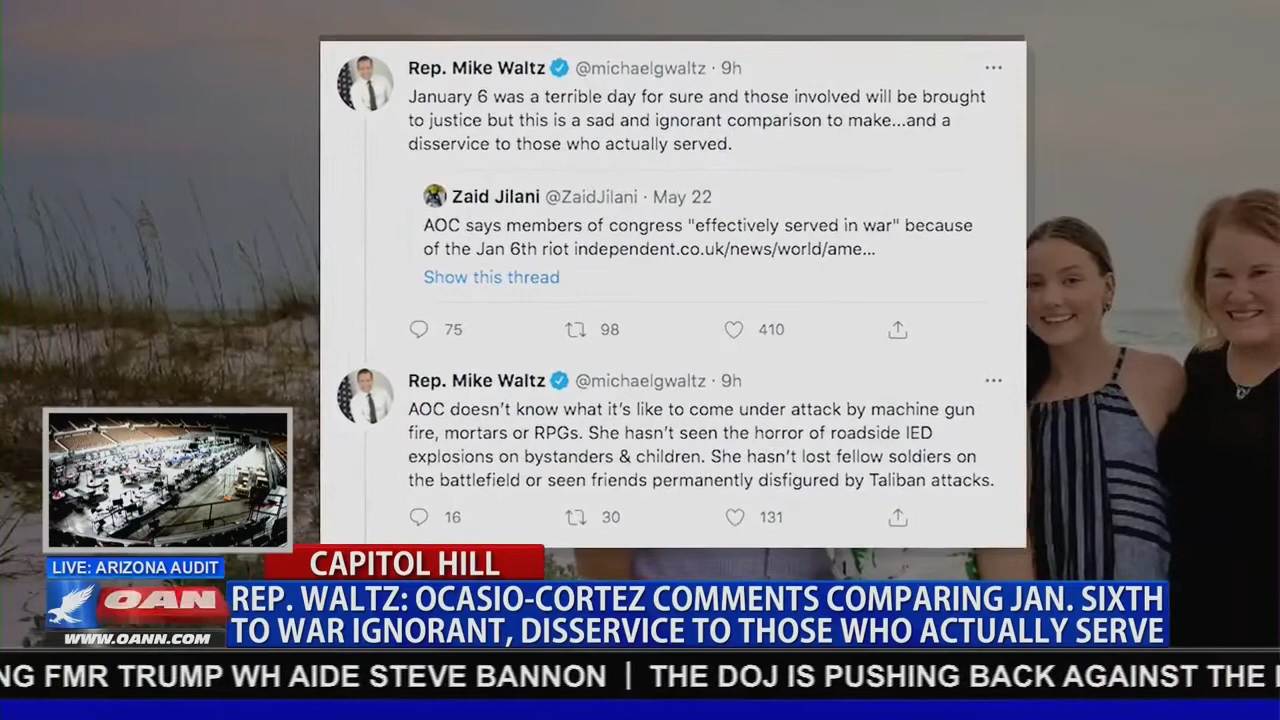 Rep. Mike Waltz @michaelgwaltz · 9h
January 6 was a terrible day for sure and those involved will be brought
to justice but this is a sad and ignorant comparison to make...and a
disservice to those who actually served.
Zaid Jilani @ZaidJilani · May 22
AOC says members of congress "effectively served in war" because
of the Jan 6th riot independent.co.uk/news/world/ame...
Show this thread
75 98 410
Rep. Mike Waltz @michaelgwaltz · 9h
AOC doesn't know what it's like to come under attack by machine gun
fire, mortars or RPGs. She hasn't seen the horror of roadside IED
explosions on bystanders & children. She hasn't lost fellow soldiers on
the battlefield or seen friends permanently disfigured by Taliban attacks.
16 30 131
CAPITOL HILL
LIVE: ARIZONA AUDIT
OAN
WWW.OANN.COM
REP. WALTZ: OCASIO-CORTEZ COMMENTS COMPARING JAN. SIXTH
TO WAR IGNORANT, DISSERVICE TO THOSE WHO ACTUALLY SERVE
NG FMR TRUMP WH AIDE STEVE BANNON | THE DOJ IS PUSHING BACK AGAINST THE